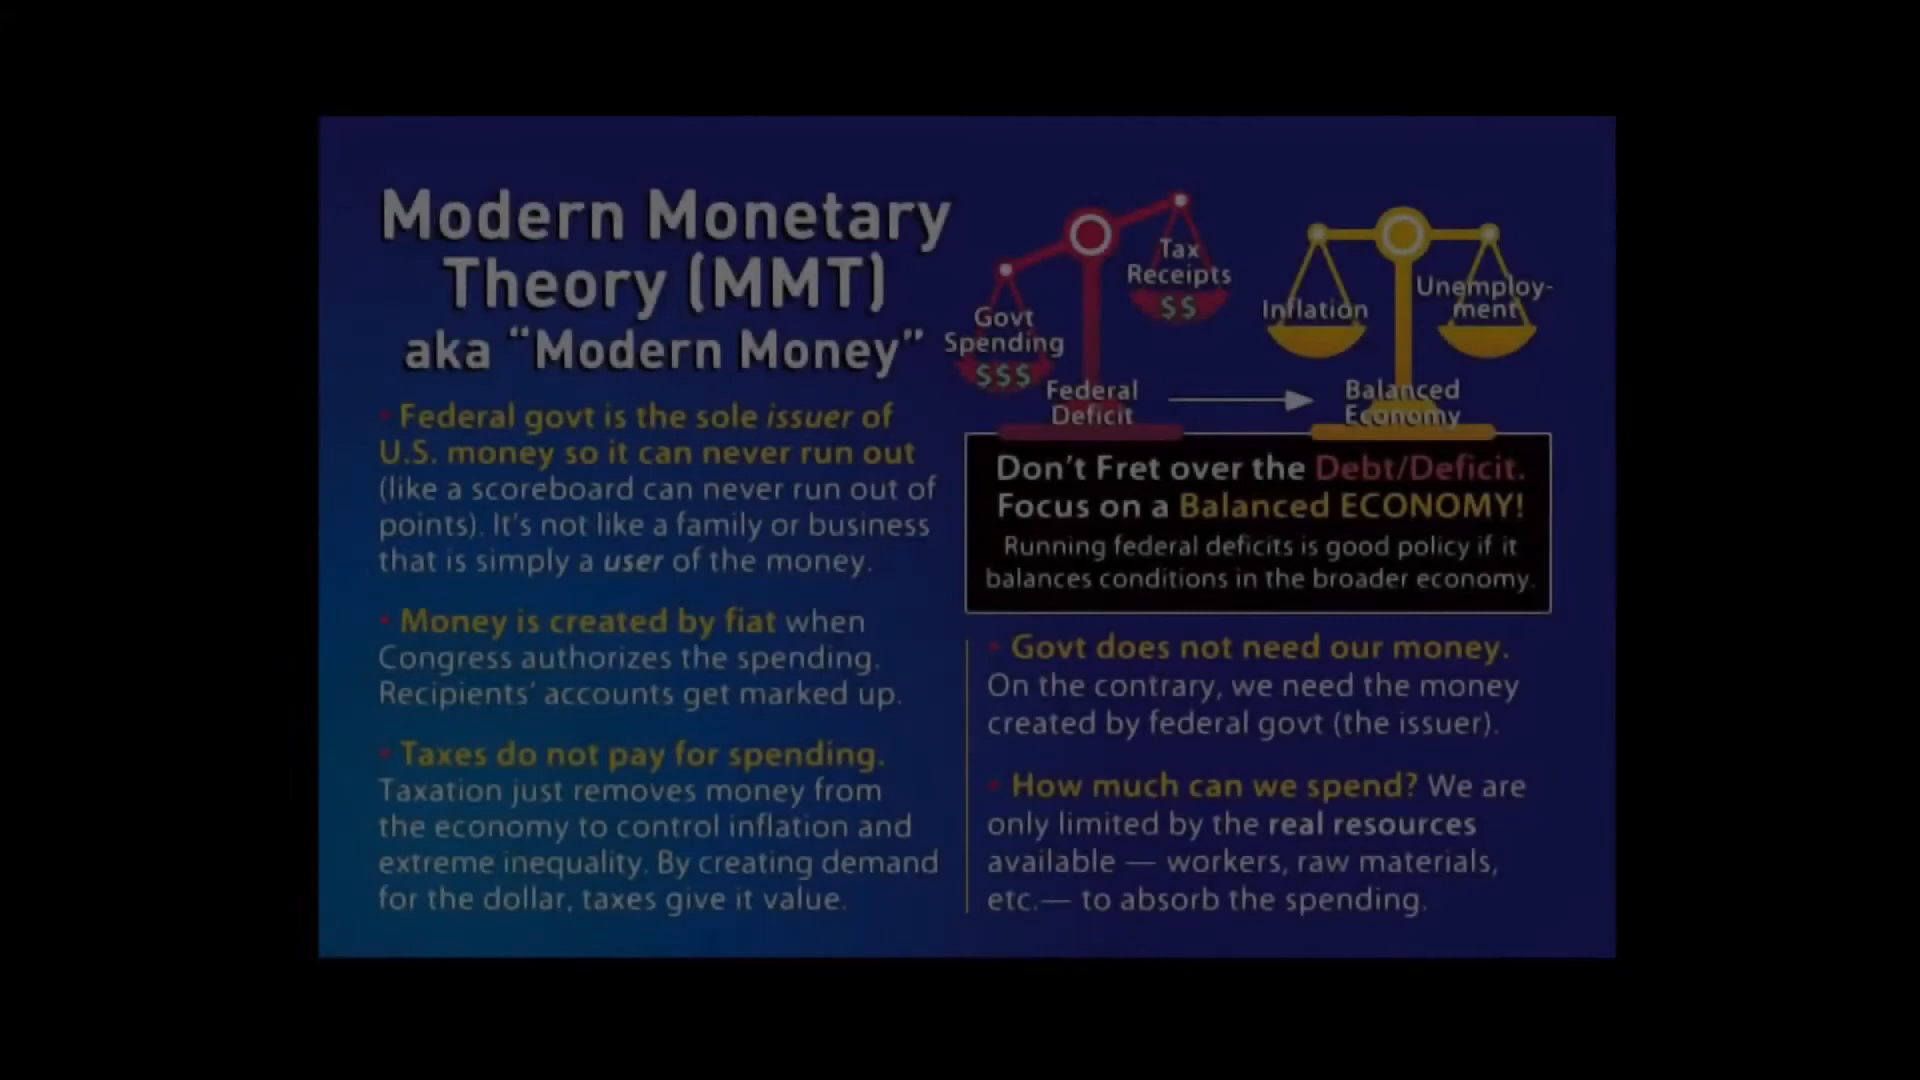 Modern Monetary
Theory (MMT)
aka “Modern Money”
• Federal govt is the sole issuer of
U.S. money so it can never run out
(like a scoreboard can never run out of
points). It’s not like a family or business
that is simply a user of the money.
• Money is created by fiat when
Congress authorizes the spending.
Recipients’ accounts get marked up.
• Taxes do not pay for spending.
Taxation just removes money from
the economy to control inflation and
extreme inequality. By creating demand
for the dollar, taxes give it value.
Govt
Spending
$$$
Tax
Receipts
$$
Federal
Deficit
Inflation
Unemploy-
ment
Balanced
Economy
Don’t Fret over the Debt/Deficit.
Focus on a Balanced ECONOMY!
Running federal deficits is good policy if it
balances conditions in the broader economy.
• Govt does not need our money.
On the contrary, we need the money
created by federal govt (the issuer).
• How much can we spend? We are
only limited by the real resources
available — workers, raw materials,
etc.— to absorb the spending.